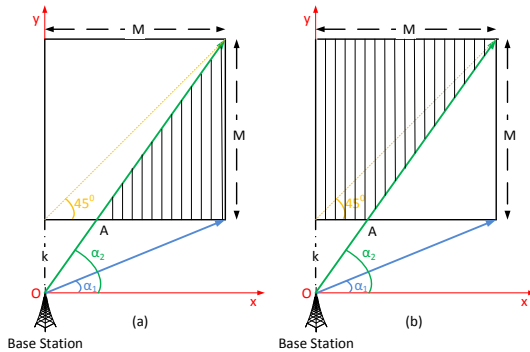 y
M
M
45⁰
A
k
α₂
α₁
O
x
(a)
Base Station
y
M
M
45⁰
A
k
α₂
α₁
O
x
(b)
Base Station